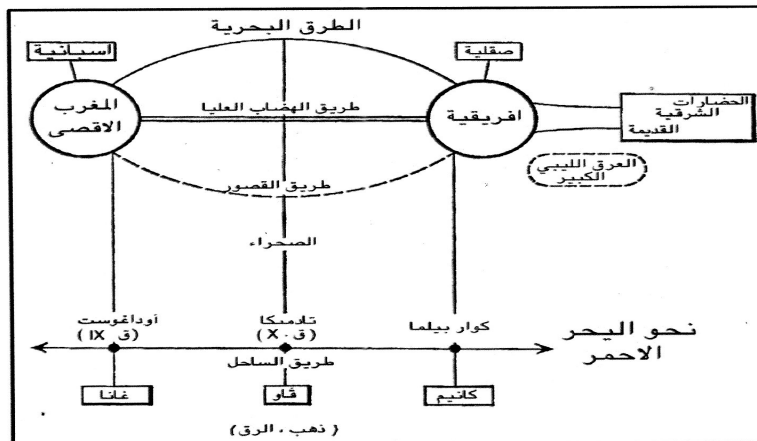 الطرق البحرية
صقلية
اسبانية
الحضارات
الشرقية
القديمة
افريقية
طريق الهضاب العليا
المغرب
الاقصى
العرق الليبي
الكبير
طريق القصور
الصحراء
كوار بيلما
تادمكا
(ق. X)
أوداغوست
(ق. IX)
نحو البحر
الاحمر
طريق الساحل
كانيم
ڤاو
غانا
(ذهب ، الرق)